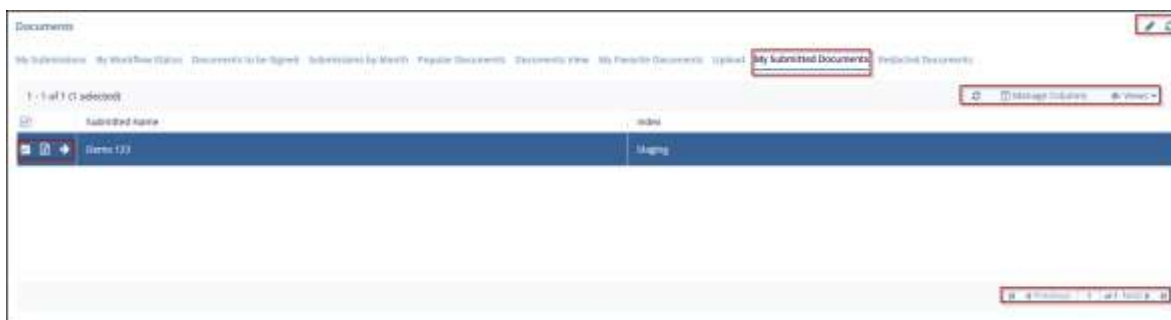 Documents
My Submissions By Workflow Status Documents to be Signed Submissions by Month Popular Documents Documents View My Favorite Documents Upload My Submitted Documents Rejected Documents
1 - 1 of 1 (1 selected)
Manage Columns Views
Submitted Name Index
Demo 123 Staging
Previous 1 of 1 Next